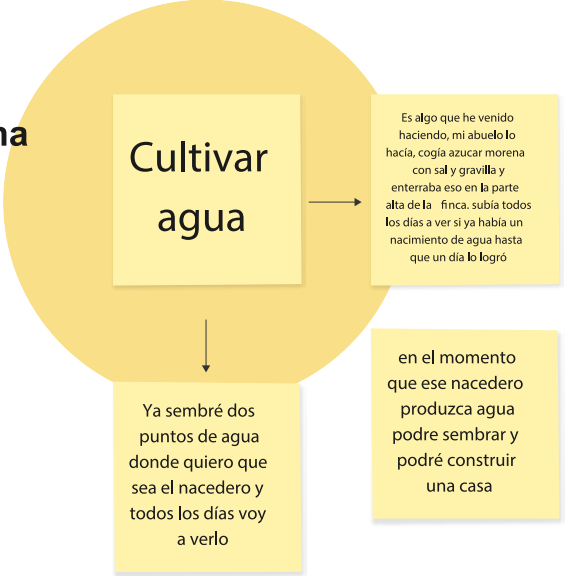 na
Cultivar
agua
Es algo que he venido
haciendo, mi abuelo lo
hacía, cogía azucar morena
con sal y gravilla y
enterraba eso en la parte
alta de la finca. subía todos
los días a ver si ya había un
nacimiento de agua hasta
que un día lo logró
Ya sembré dos
puntos de agua
donde quiero que
sea el nacedero y
todos los días voy
a verlo
en el momento
que ese nacedero
produzca agua
podre sembrar y
podré construir
una casa